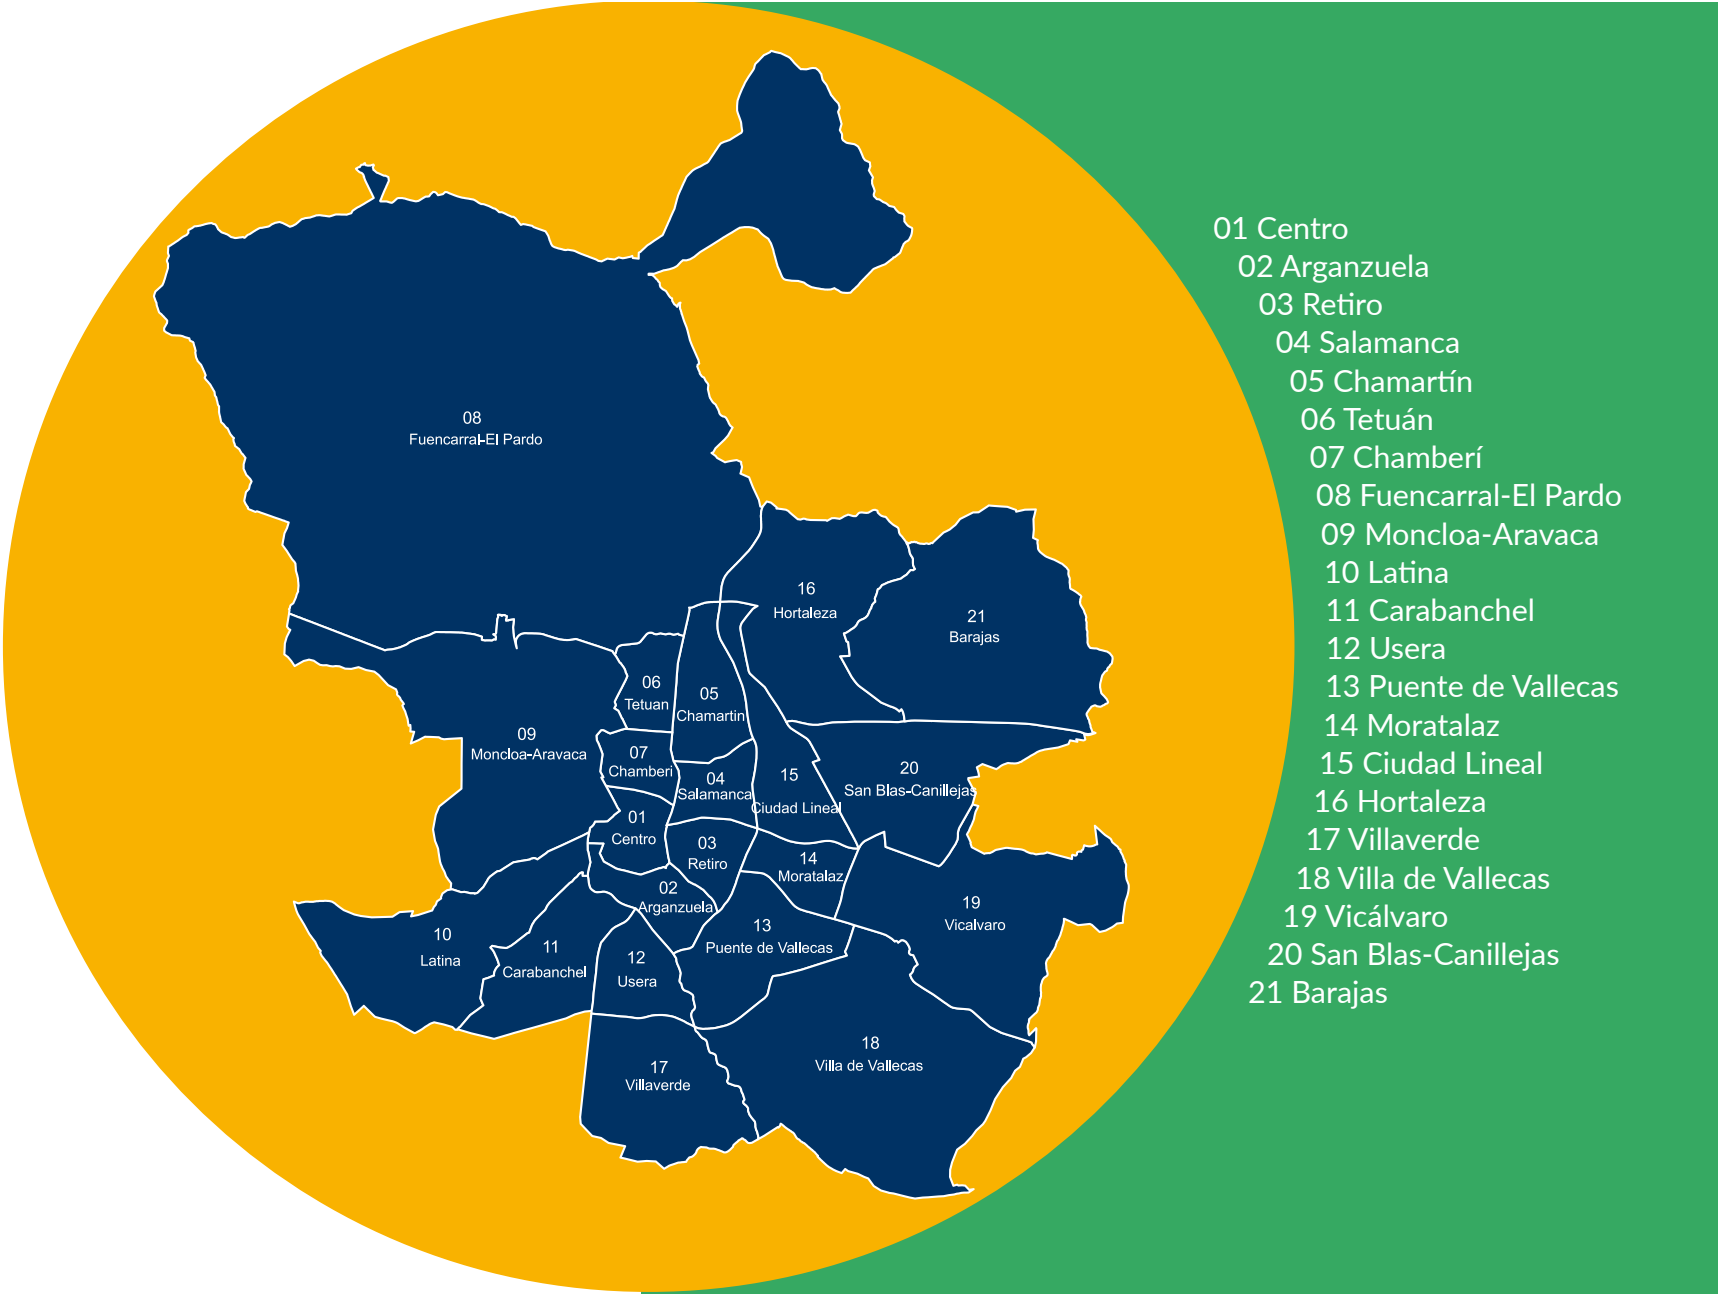 08
Fuencarral-El Pardo
16
Hortaleza
21
Barajas
06
Tetuan
05
Chamartin
09
Moncloa-Aravaca
07
Chamberi
04
Salamanca
15
Ciudad Lineal
20
San Blas-Canillejas
01
Centro
03
Retiro
14
Moratalaz
02
Arganzuela
19
Vicalvaro
13
Puente de Vallecas
10
Latina
11
Carabanchel
12
Usera
18
Villa de Vallecas
17
Villaverde
01 Centro
02 Arganzuela
03 Retiro
04 Salamanca
05 Chamartín
06 Tetuán
07 Chamberí
08 Fuencarral-El Pardo
09 Moncloa-Aravaca
10 Latina
11 Carabanchel
12 Usera
13 Puente de Vallecas
14 Moratalaz
15 Ciudad Lineal
16 Hortaleza
17 Villaverde
18 Villa de Vallecas
19 Vicálvaro
20 San Blas-Canillejas
21 Barajas